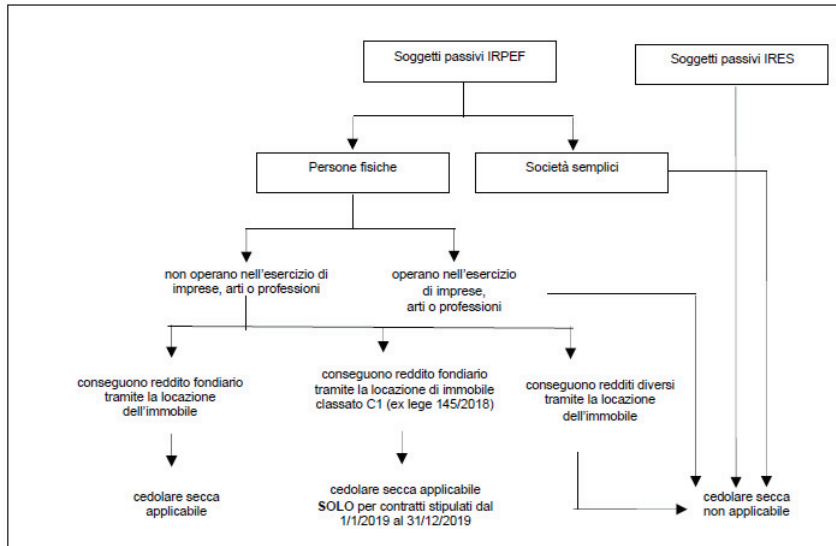 Soggetti passivi IRPEF
Soggetti passivi IRES
Persone fisiche
Società semplici
non operano nell'esercizio di
imprese, arti o professioni
operano nell'esercizio
di imprese,
arti o professioni
conseguono reddito fondiario
tramite la locazione
dell'immobile
conseguono reddito fondiario
tramite la locazione di immobile
classato C1 (ex lege 145/2018)
conseguono redditi diversi
tramite la locazione
dell'immobile
cedolare secca
applicabile
cedolare secca applicabile
SOLO per contratti stipulati dal
1/1/2019 al 31/12/2019
cedolare secca
non applicabile